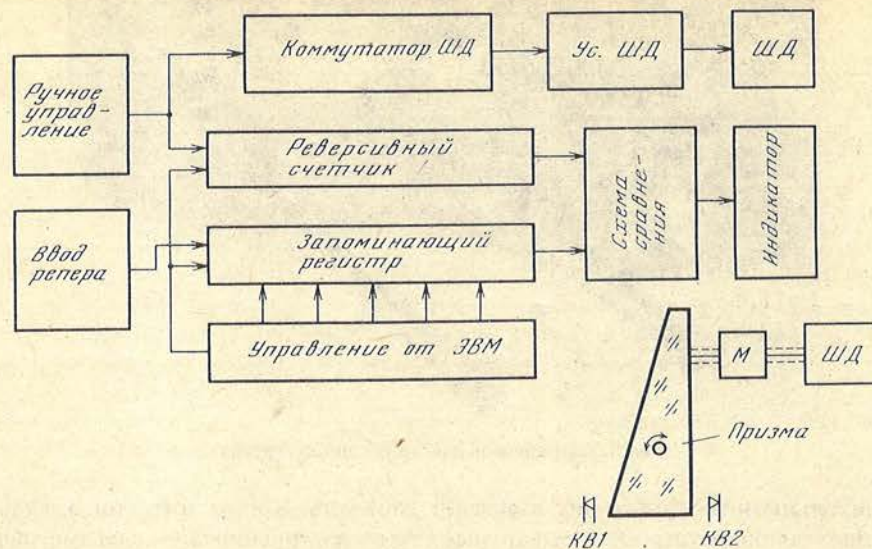 Коммутатор ШД
Ус. ШД
ШД
Ручное
управ-
ление
Реверсивный
счетчик
Схема
сравне-
ния
Индикатор
Ввод
репера
Запоминающий
регистр
Управление от ЭВМ
М
ШД
Призма
КВ1
КВ2